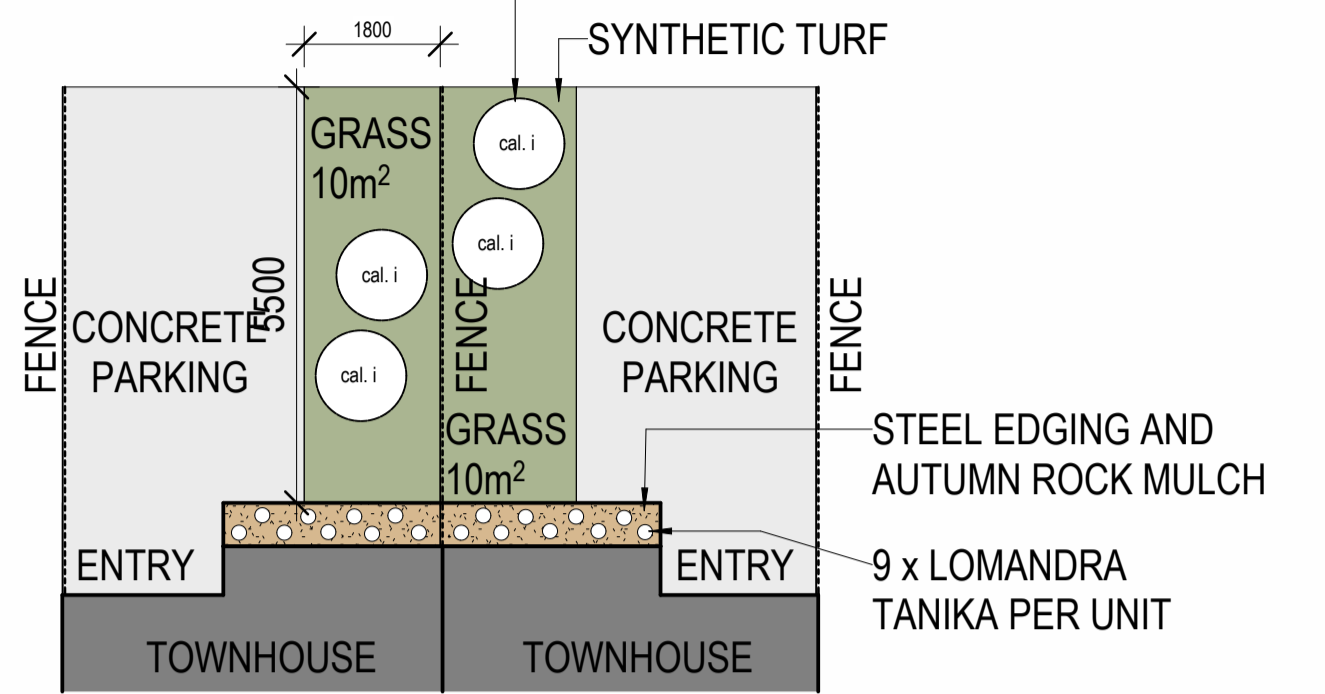 1800
SYNTHETIC TURF
GRASS
10m²
cal. i
cal. i
cal. i
cal. i
5500
FENCE
FENCE
FENCE
CONCRETE
PARKING
CONCRETE
PARKING
GRASS
10m²
STEEL EDGING AND
AUTUMN ROCK MULCH
ENTRY
ENTRY
9 x LOMANDRA
TANIKA PER UNIT
TOWNHOUSE
TOWNHOUSE